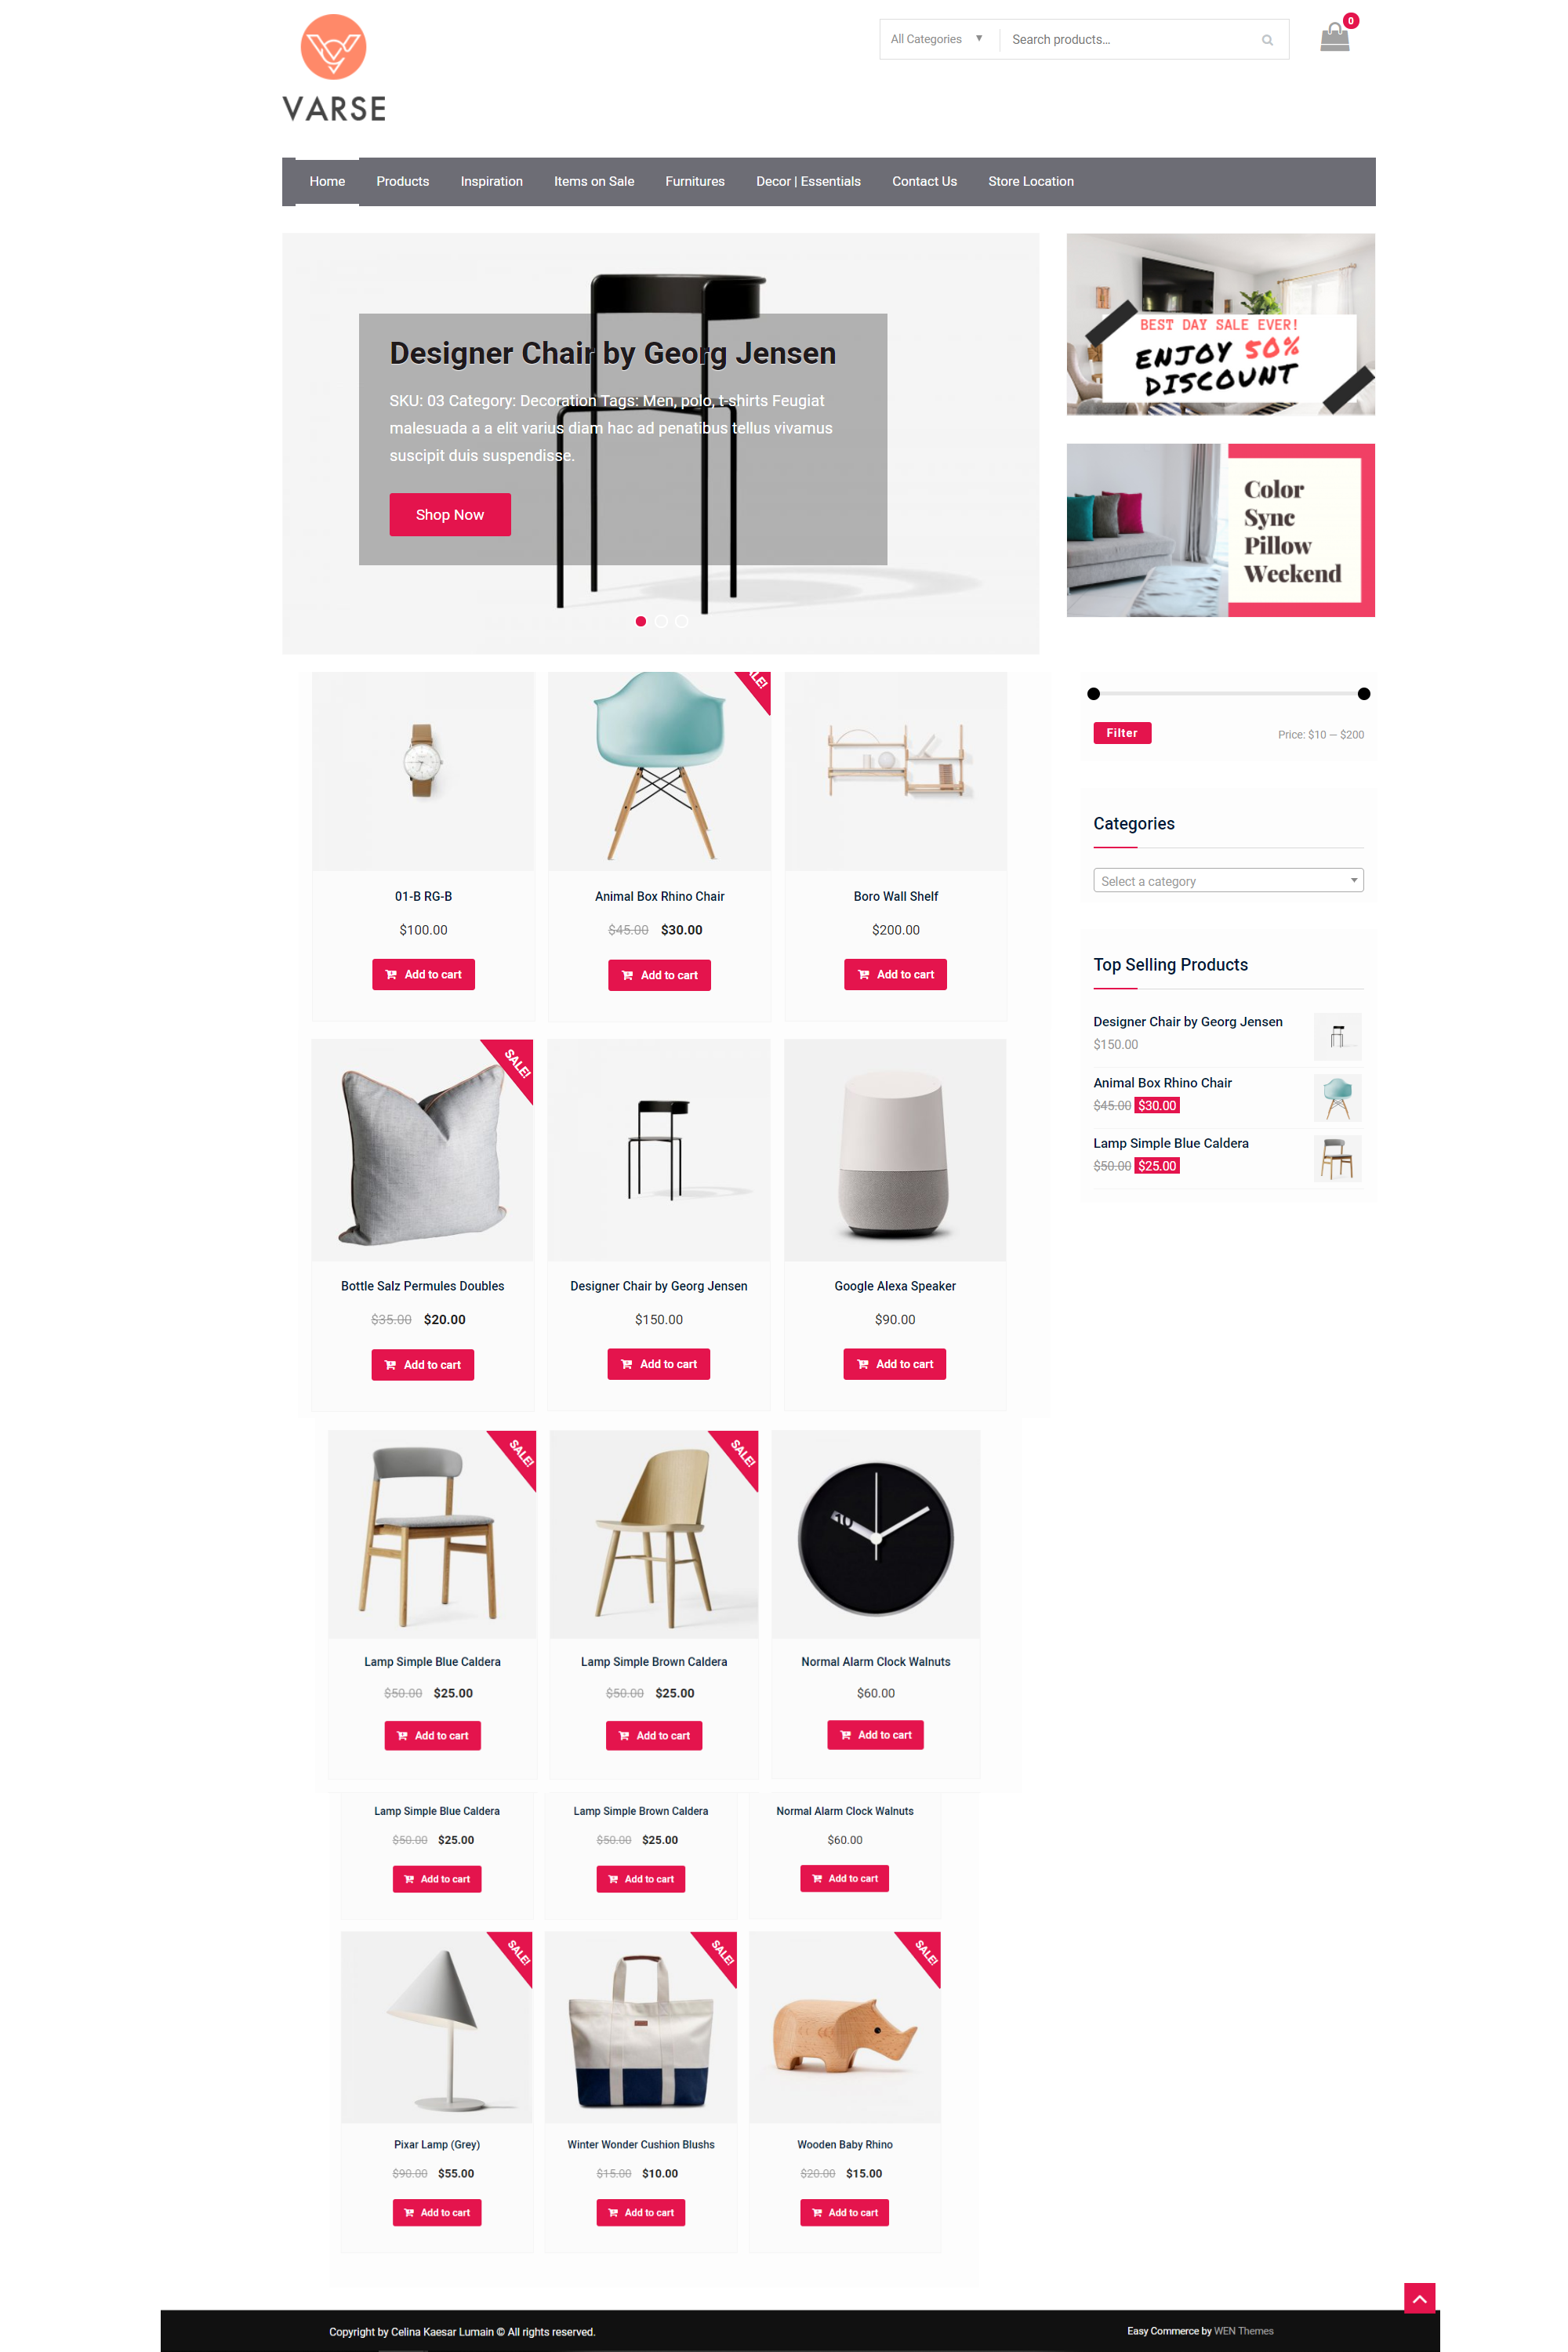 VARSE
All Categories ▼ Search products...
0
Home Products Inspiration Items on Sale Furnitures Decor | Essentials Contact Us Store Location
Designer Chair by Georg Jensen
SKU: 03 Category: Decoration Tags: Men, polo, t-shirts Feugiat
malesuada a a elit varius diam hac ad penatibus tellus vivamus
suscipit duis suspendisse.
Shop Now
BEST DAY SALE EVER!
ENJOY 50%
DISCOUNT
Color
Sync
Pillow
Weekend
01-B RG-B
$100.00
Add to cart
Animal Box Rhino Chair
$45.00 $30.00
Add to cart
Boro Wall Shelf
$200.00
Add to cart
SALE!
Bottle Salz Permules Doubles
$35.00 $20.00
Add to cart
Designer Chair by Georg Jensen
$150.00
Add to cart
Google Alexa Speaker
$90.00
Add to cart
SALE!
Lamp Simple Blue Caldera
$50.00 $25.00
Add to cart
SALE!
Lamp Simple Brown Caldera
$50.00 $25.00
Add to cart
Normal Alarm Clock Walnuts
$60.00
Add to cart
Lamp Simple Blue Caldera
$50.00 $25.00
Add to cart
Lamp Simple Brown Caldera
$50.00 $25.00
Add to cart
Normal Alarm Clock Walnuts
$60.00
Add to cart
SALE!
Pixar Lamp (Grey)
$90.00 $55.00
Add to cart
SALE!
Winter Wonder Cushion Blushs
$15.00 $10.00
Add to cart
SALE!
Wooden Baby Rhino
$20.00 $15.00
Add to cart
Filter Price: $10 — $200
Categories
Select a category
Top Selling Products
Designer Chair by Georg Jensen
$150.00
Animal Box Rhino Chair
$45.00 $30.00
Lamp Simple Blue Caldera
$50.00 $25.00
Copyright by Celina Kaesar Lumain © All rights reserved.
Easy Commerce by WEN Themes